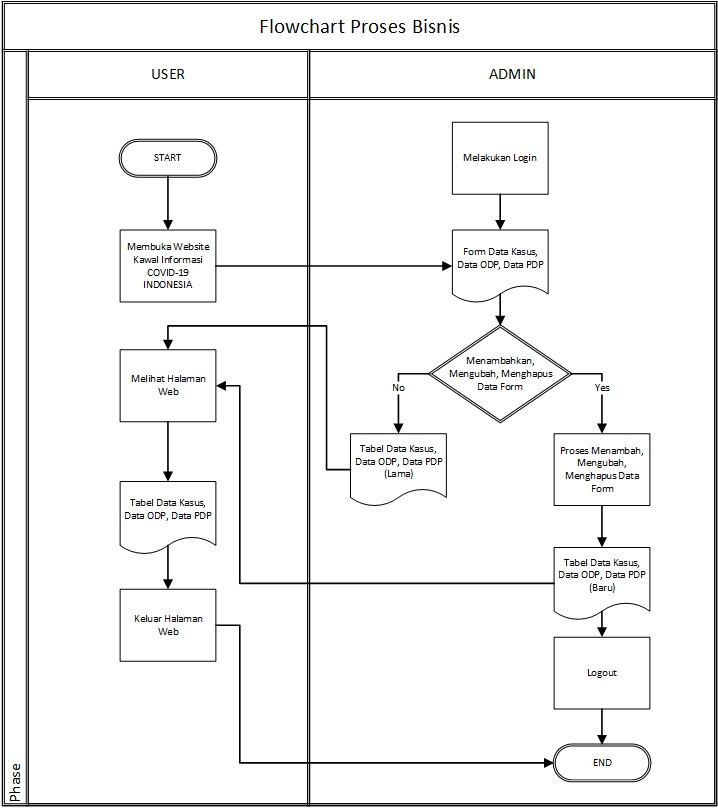 Flowchart Proses Bisnis
USER
ADMIN
START
Melakukan Login
Membuka Website
Kawal Informasi
COVID-19
INDONESIA
Form Data Kasus,
Data ODP, Data PDP
Melihat Halaman
Web
Menambahkan,
Mengubah, Menghapus
Data Form
No
Yes
Tabel Data Kasus,
Data ODP, Data PDP
(Lama)
Proses Menambah,
Mengubah,
Menghapus Data
Form
Tabel Data Kasus,
Data ODP, Data PDP
Tabel Data Kasus,
Data ODP, Data PDP
(Baru)
Keluar Halaman
Web
Logout
END
Phase